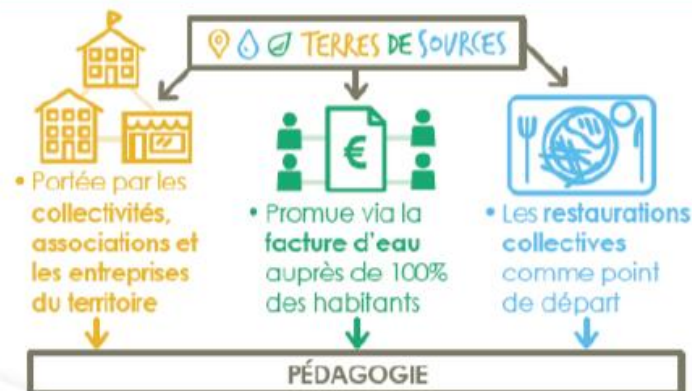 TERRES DE SOURCES
• Portée par les
collectivités,
associations et
les entreprises
du territoire
• Promue via la
facture d'eau
auprès de 100%
des habitants
€
• Les restaurations
collectives
comme point
de départ
PÉDAGOGIE